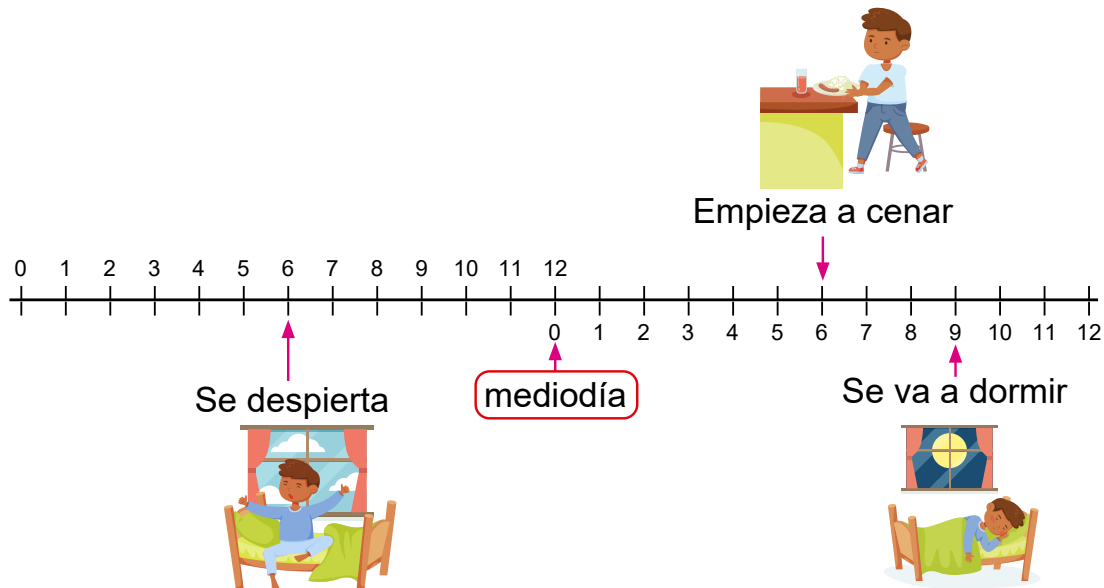 Empieza a cenar
0 1 2 3 4 5 6 7 8 9 10 11 12
0 1 2 3 4 5 6 7 8 9 10 11 12
Se despierta
mediodía
Se va a dormir